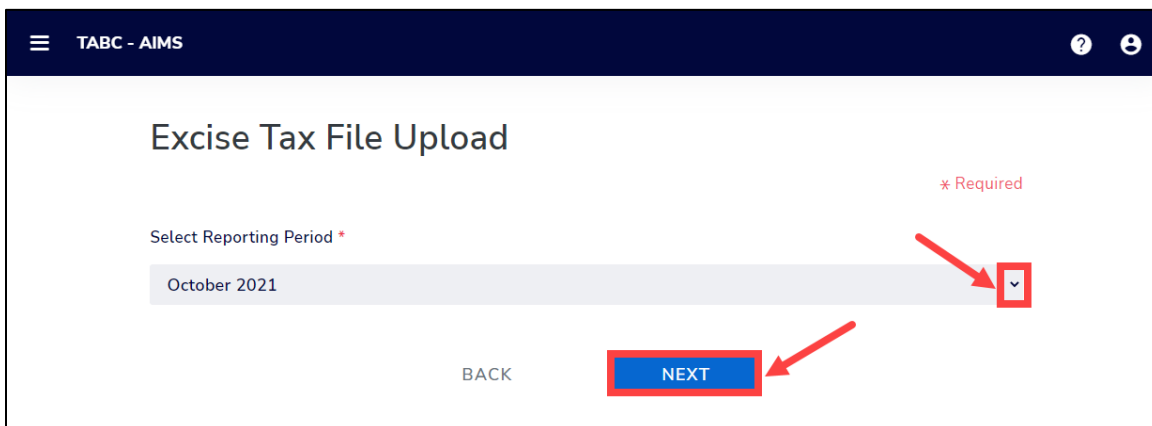 TABC - AIMS
Excise Tax File Upload
* Required
Select Reporting Period *
October 2021
BACK NEXT